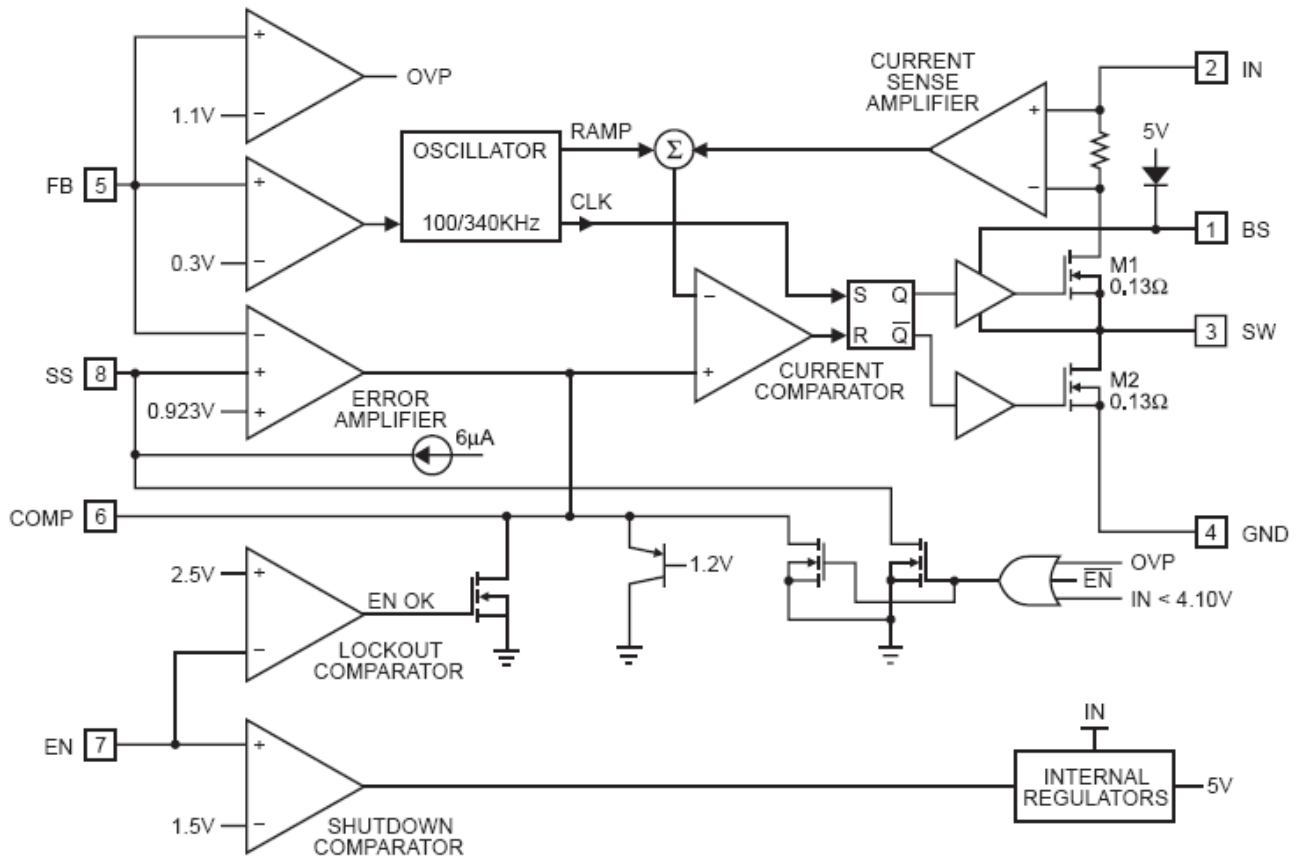 +
OVP
1.1V
−
CURRENT
SENSE
AMPLIFIER
2 IN
+
−
5V
RAMP
Σ
OSCILLATOR
100/340KHz
CLK
FB 5
+
0.3V
−
1 BS
M1
0.13Ω
S Q
R Q̅
−
+
CURRENT
COMPARATOR
3 SW
−
SS 8
+
0.923V
+
ERROR
AMPLIFIER
M2
0.13Ω
6µA
COMP 6
4 GND
1.2V
OVP
E̅N̅
IN < 4.10V
2.5V
+
EN OK
−
LOCKOUT
COMPARATOR
EN 7
+
1.5V
−
SHUTDOWN
COMPARATOR
IN
INTERNAL
REGULATORS
5V